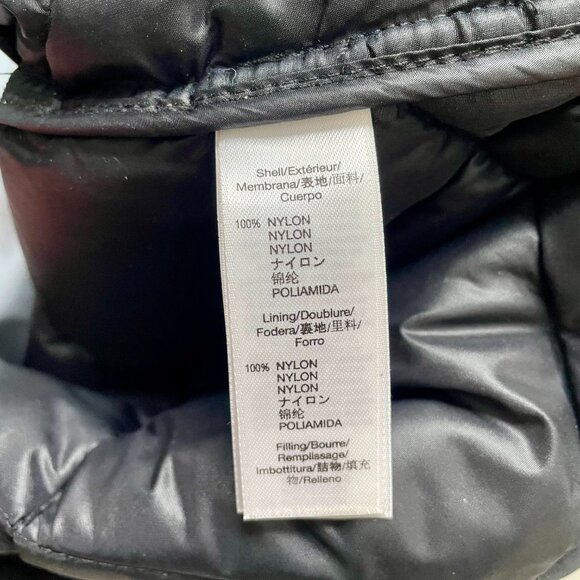 Shell/Extérieur/
Membrana/表地/面料/
Cuerpo
100% NYLON
NYLON
NYLON
ナイロン
锦纶
POLIAMIDA
Lining/Doublure/
Fodera/裏地/里料/
Forro
100% NYLON
NYLON
NYLON
ナイロン
锦纶
POLIAMIDA
Filling/Bourre/
Remplissage/
Imbottitura/詰物/填充
物/Relleno